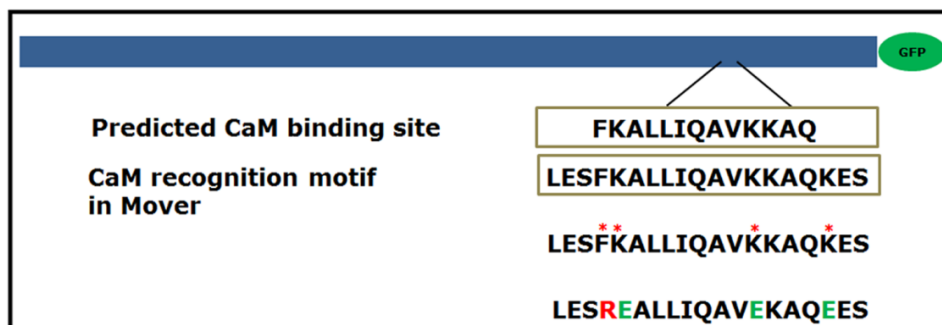 GFP
Predicted CaM binding site FKALLIQAVKKAQ
CaM recognition motif LESFKALLIQAVKKAQKES
in Mover
* * * *
LESFKALLIQAVKKAQKES
LESREALLIQAVEKAQEES